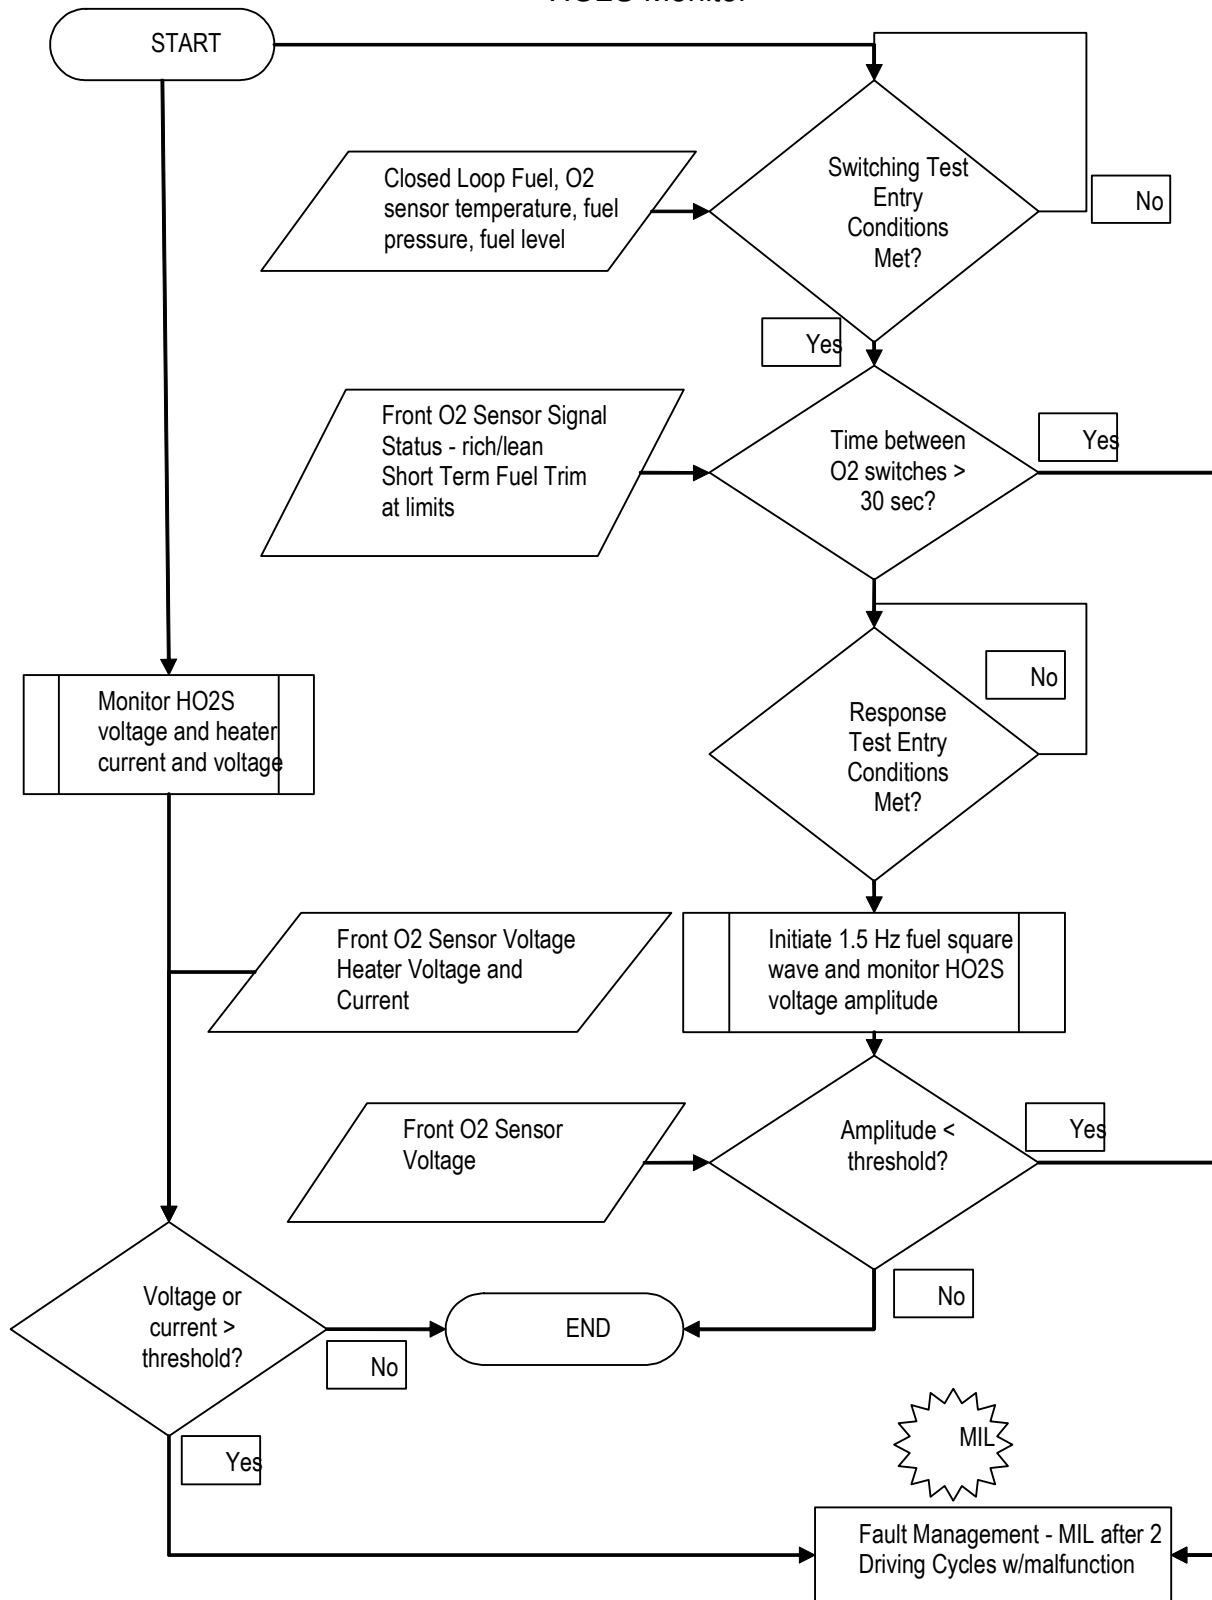 HO2S Monitor
START
Switching Test
Entry
Conditions
Met?
No
Closed Loop Fuel, O2
sensor temperature, fuel
pressure, fuel level
Yes
Front O2 Sensor Signal
Status - rich/lean
Short Term Fuel Trim
at limits
Time between
O2 switches >
30 sec?
Yes
No
Monitor HO2S
voltage and heater
current and voltage
Response
Test Entry
Conditions
Met?
Front O2 Sensor Voltage
Heater Voltage and
Current
Initiate 1.5 Hz fuel square
wave and monitor HO2S
voltage amplitude
Front O2 Sensor
Voltage
Amplitude <
threshold?
Yes
No
Voltage or
current >
threshold?
No
END
Yes
MIL
Fault Management - MIL after 2
Driving Cycles w/malfunction